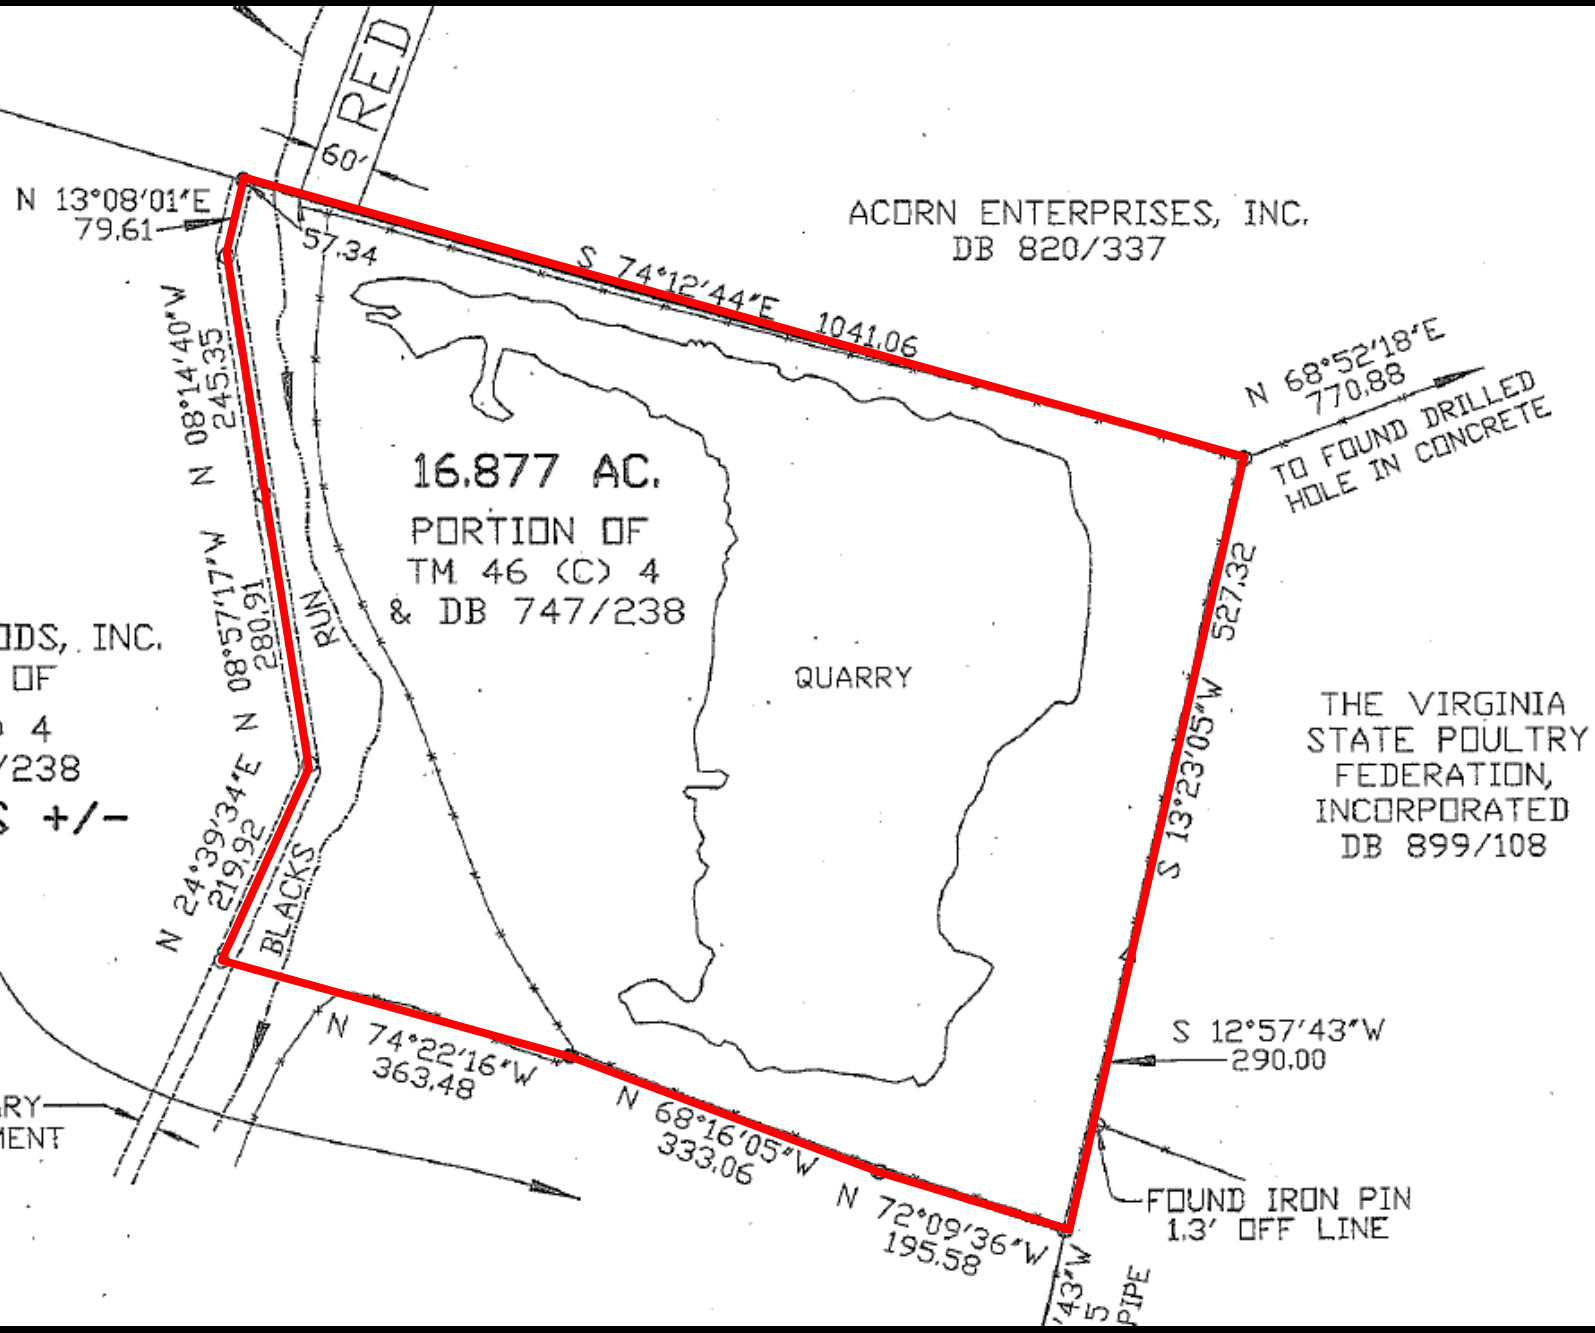 RED
60'
N 13°08'01"E
79.61
57.34
ACORN ENTERPRISES, INC.
DB 820/337
S 74°12'44"E
1041.06
N 68°52'18"E
770.88
TO FOUND DRILLED
HOLE IN CONCRETE
N 08°14'40"W
245.35
16.877 AC.
PORTION OF
TM 46 (C) 4
& DB 747/238
N 08°57'17"W
280.91
RUN
QUARRY
527.32
S 13°23'05"W
ODS, INC.
OF
4
/238
+/-
THE VIRGINIA
STATE POULTRY
FEDERATION,
INCORPORATED
DB 899/108
N 24°39'34"E
219.92
BLACKS
N 74°22'16"W
363.48
S 12°57'43"W
290.00
N 68°16'05"W
333.06
RY
MENT
N 72°09'36"W
195.58
FOUND IRON PIN
1.3' OFF LINE
'43"W
5
PIPE